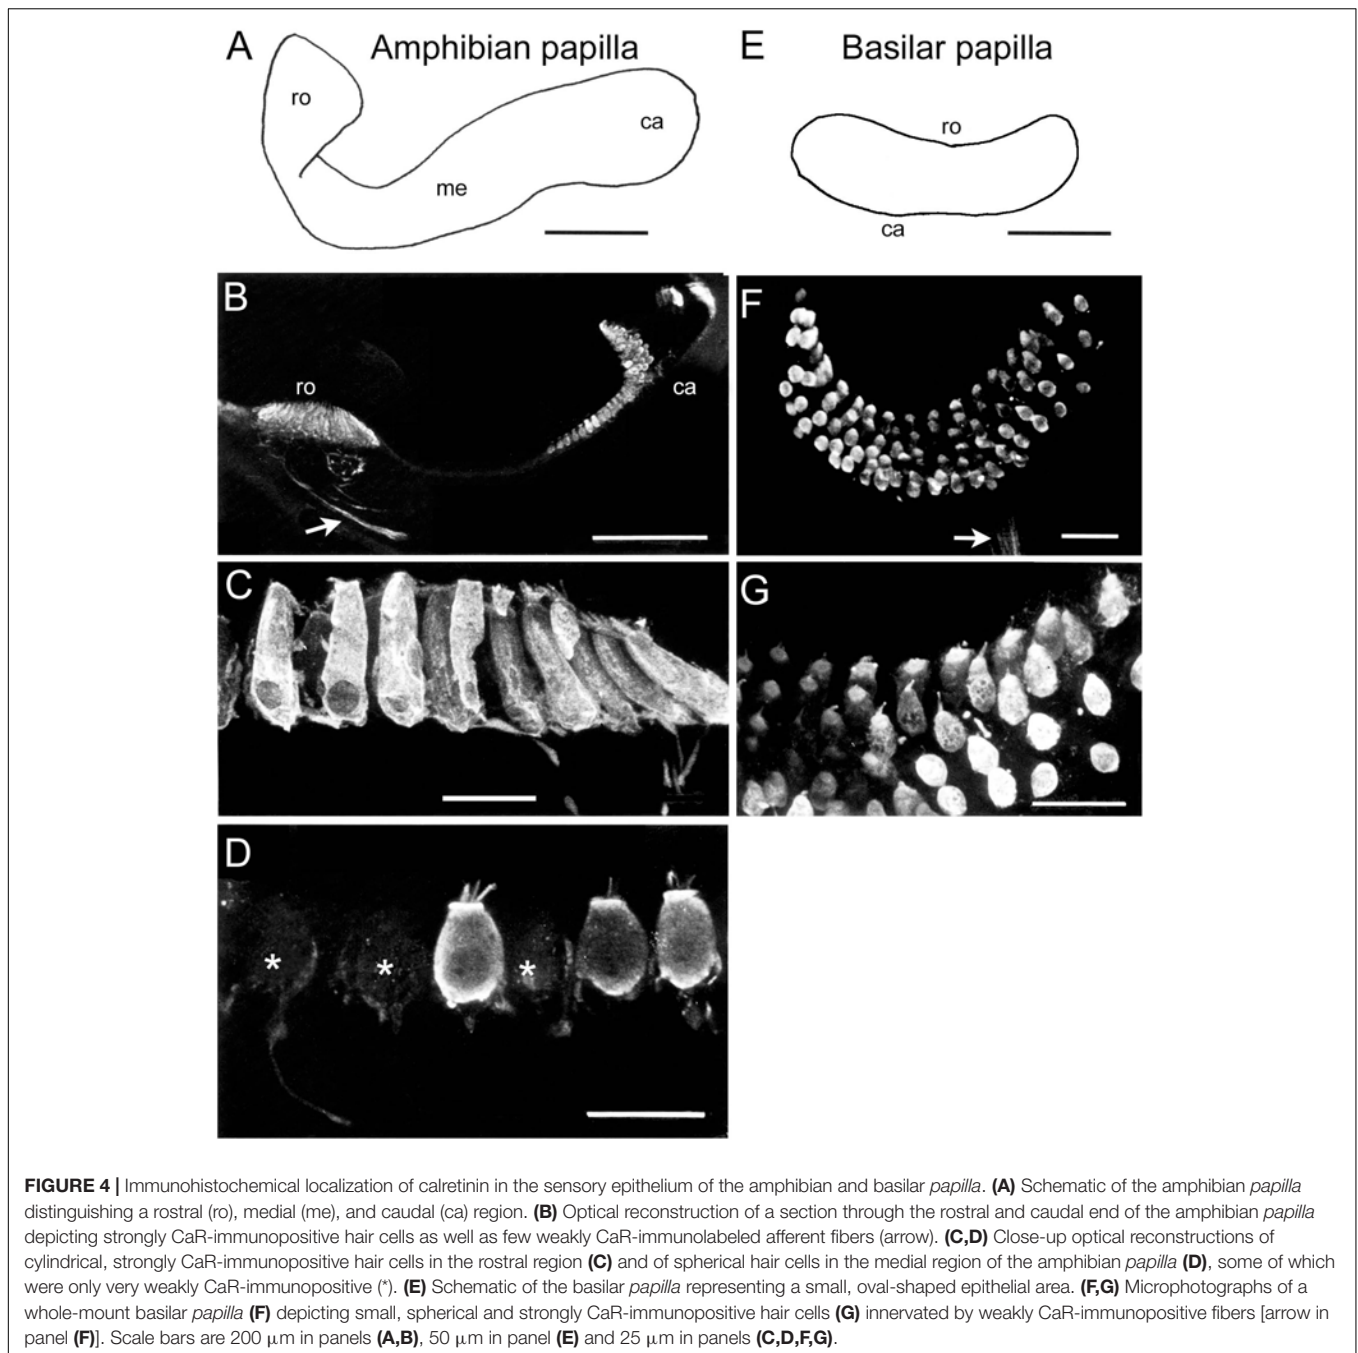 A Amphibian papilla
ro
ca
me
E Basilar papilla
ro
ca
B
ro
ca
F
C
G
D
*
*
*
FIGURE 4 | Immunohistochemical localization of calretinin in the sensory epithelium of the amphibian and basilar papilla. (A) Schematic of the amphibian papilla
distinguishing a rostral (ro), medial (me), and caudal (ca) region. (B) Optical reconstruction of a section through the rostral and caudal end of the amphibian papilla
depicting strongly CaR-immunopositive hair cells as well as few weakly CaR-immunolabeled afferent fibers (arrow). (C,D) Close-up optical reconstructions of
cylindrical, strongly CaR-immunopositive hair cells in the rostral region (C) and of spherical hair cells in the medial region of the amphibian papilla (D), some of which
were only very weakly CaR-immunopositive (*). (E) Schematic of the basilar papilla representing a small, oval-shaped epithelial area. (F,G) Microphotographs of a
whole-mount basilar papilla (F) depicting small, spherical and strongly CaR-immunopositive hair cells (G) innervated by weakly CaR-immunopositive fibers [arrow in
panel (F)]. Scale bars are 200 μm in panels (A,B), 50 μm in panel (E) and 25 μm in panels (C,D,F,G).